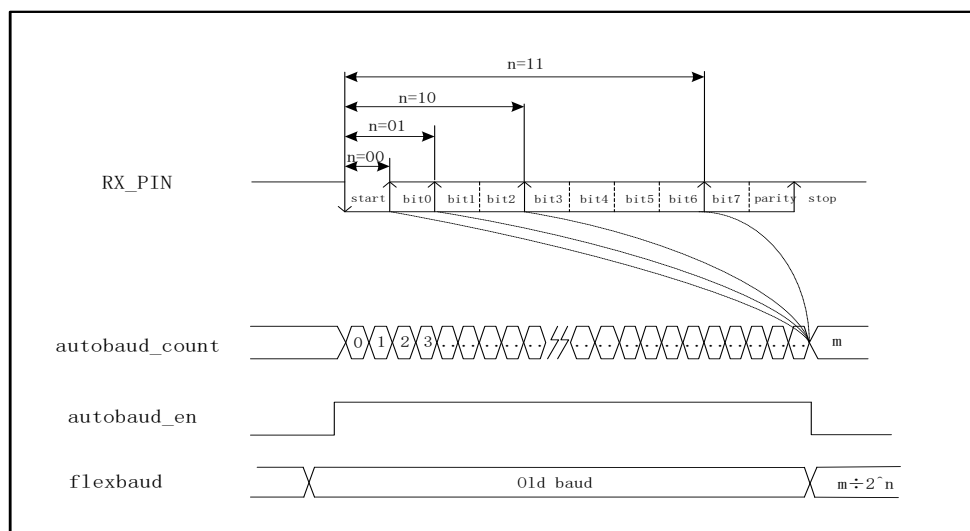 n=11
n=10
n=01
n=00
RX_PIN
start bit0 bit1 bit2 bit3 bit4 bit5 bit6 bit7 parity stop
autobaud_count 0 1 2 3 .. .. .. .. .. .. .. .. .. .. .. .. .. .. m
autobaud_en
flexbaud Old baud m÷2^n